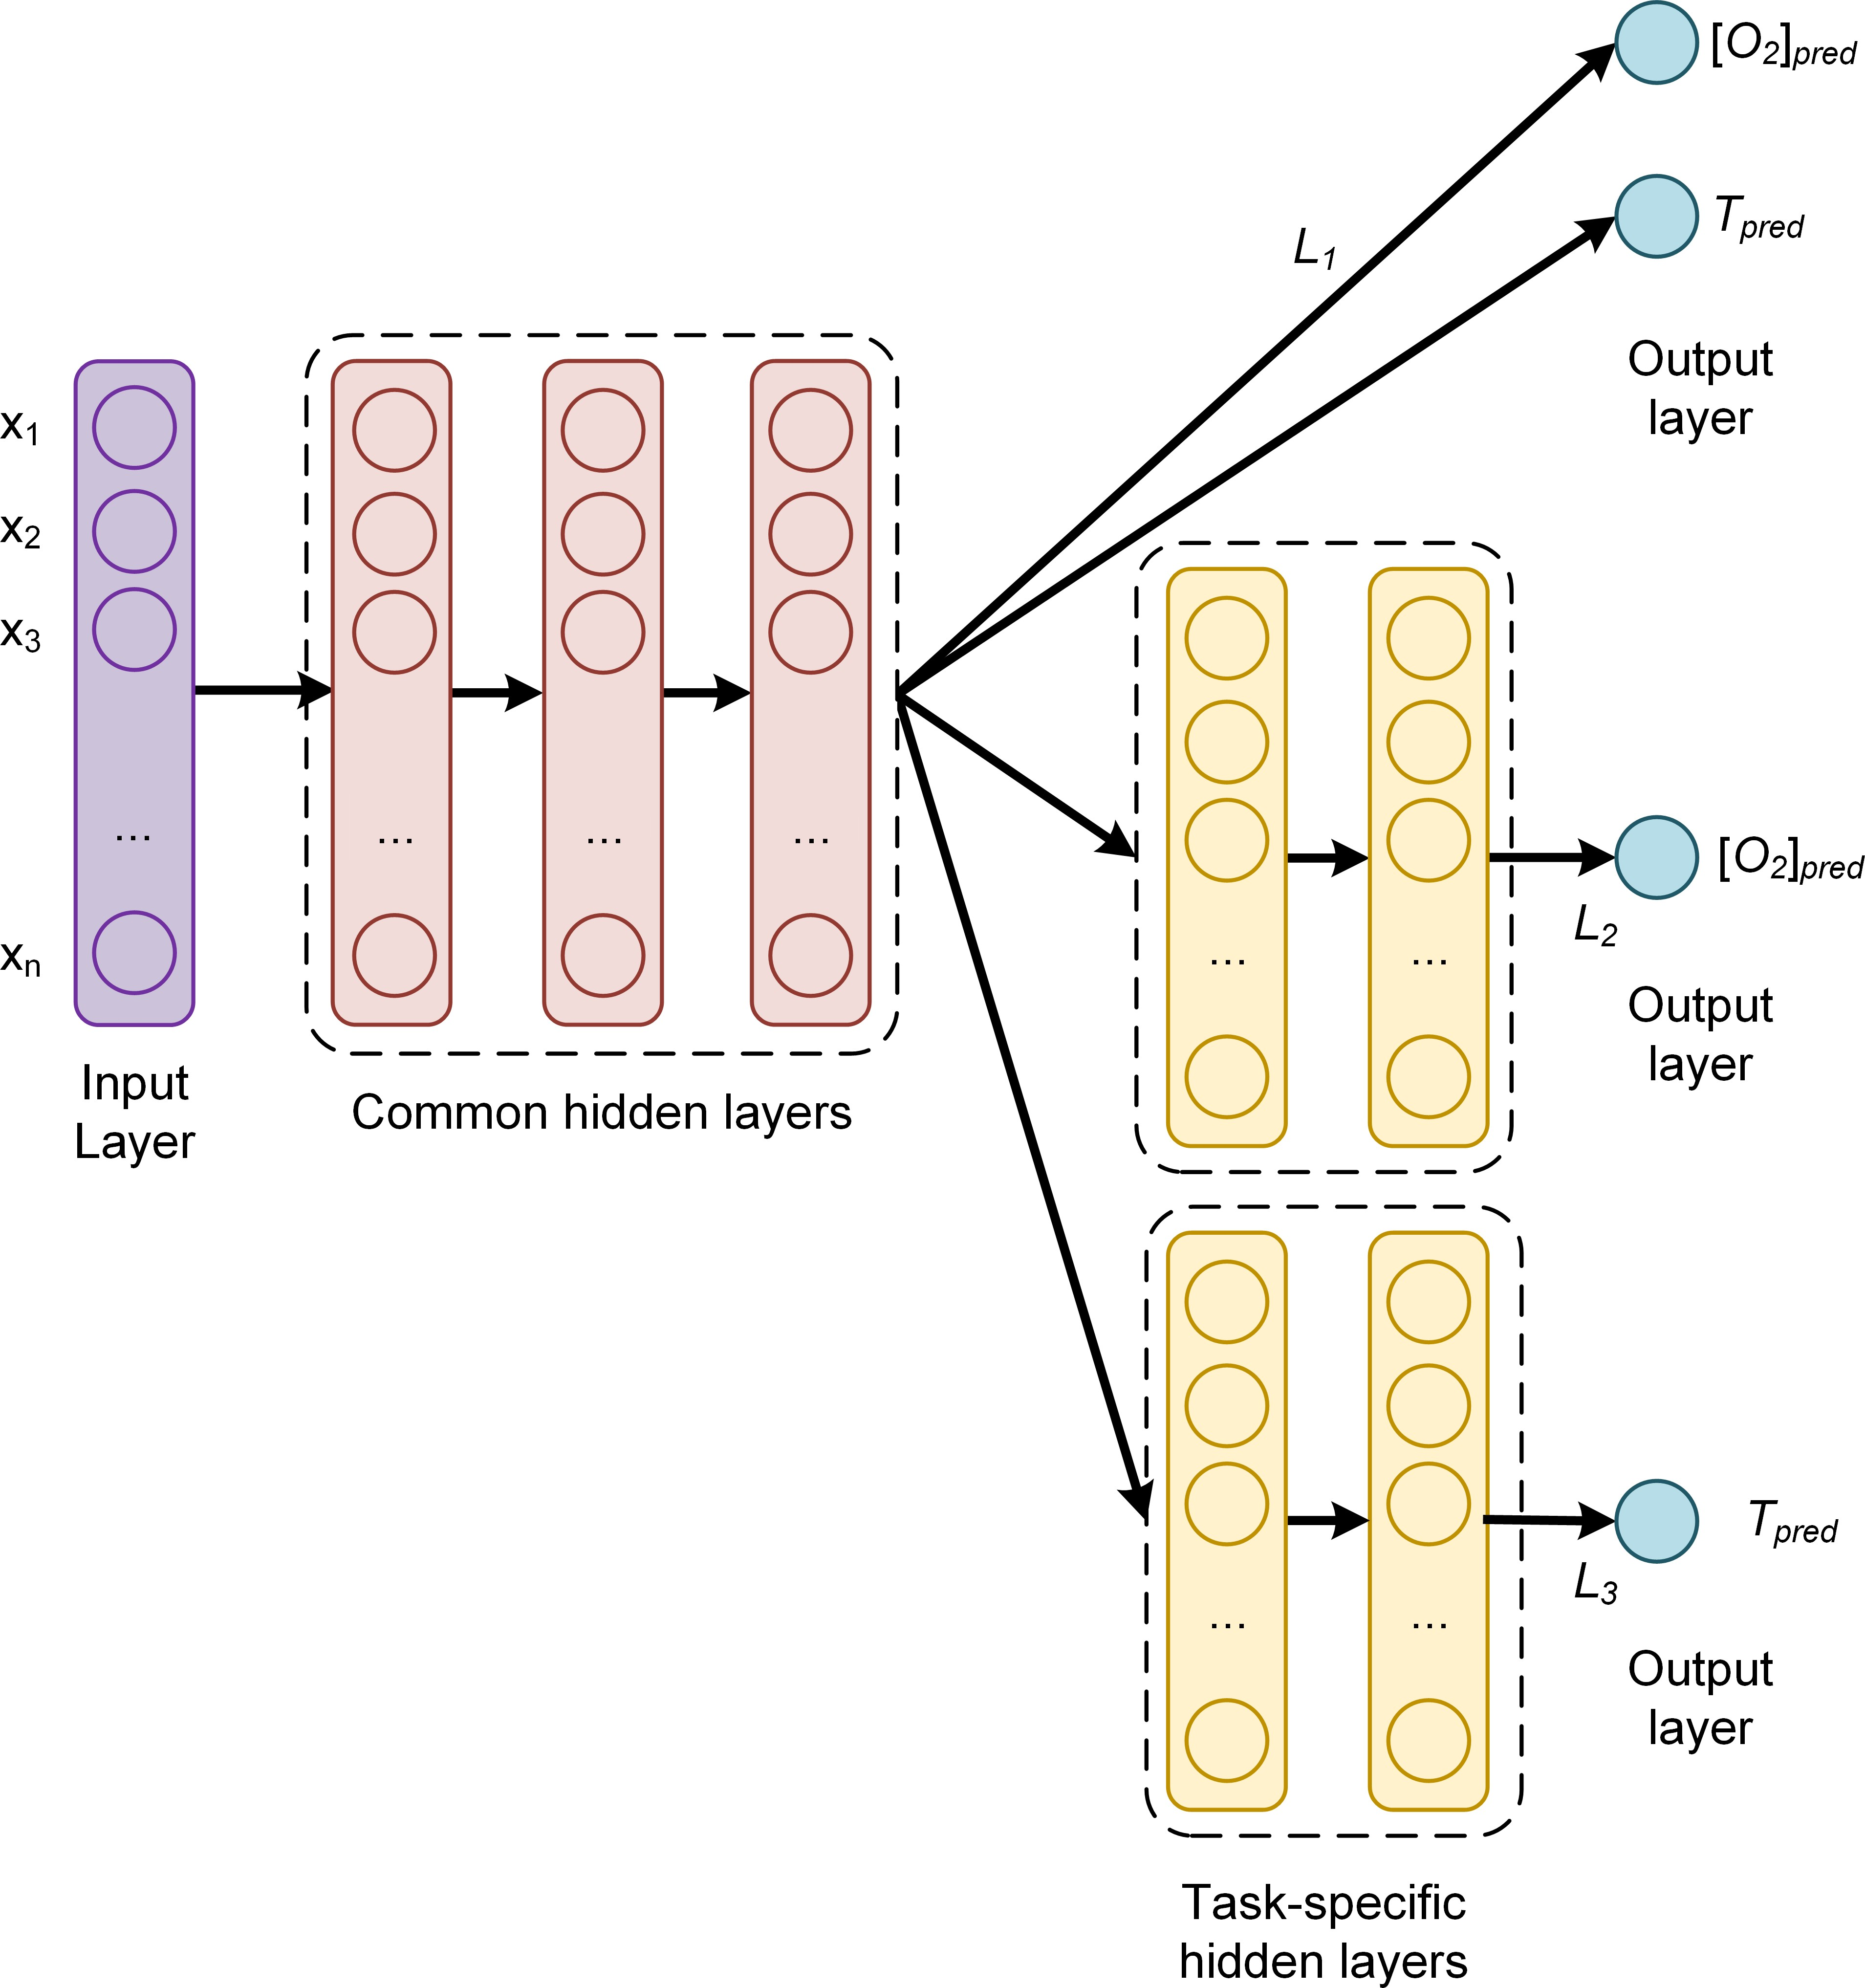 [O2]pred
Tpred
L1
Output
layer
x1
x2
x3
...
... ... ...
xn
Input
Layer
Common hidden layers
[O2]pred
L2
... ...
Output
layer
Tpred
L3
... ...
Output
layer
Task-specific
hidden layers